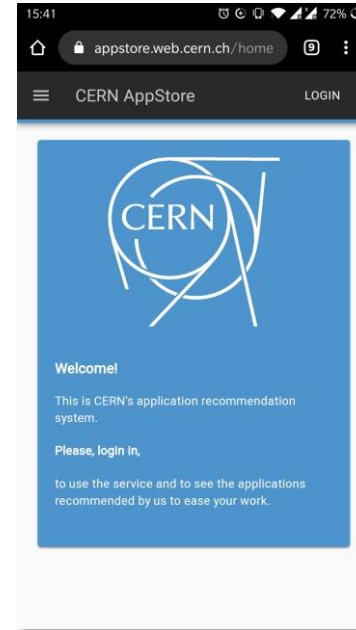 15:41
72%
appstore.web.cern.ch/home
9
CERN AppStore
LOGIN
CERN
Welcome!
This is CERN's application recommendation
system.
Please, login in,
to use the service and to see the applications
recommended by us to ease your work.